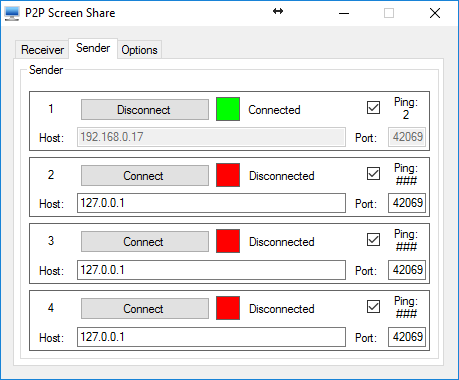 P2P Screen Share
Receiver Sender Options
Sender
1 Disconnect Connected Ping: 2
Host: 192.168.0.17 Port: 42069
2 Connect Disconnected Ping: ###
Host: 127.0.0.1 Port: 42069
3 Connect Disconnected Ping: ###
Host: 127.0.0.1 Port: 42069
4 Connect Disconnected Ping: ###
Host: 127.0.0.1 Port: 42069